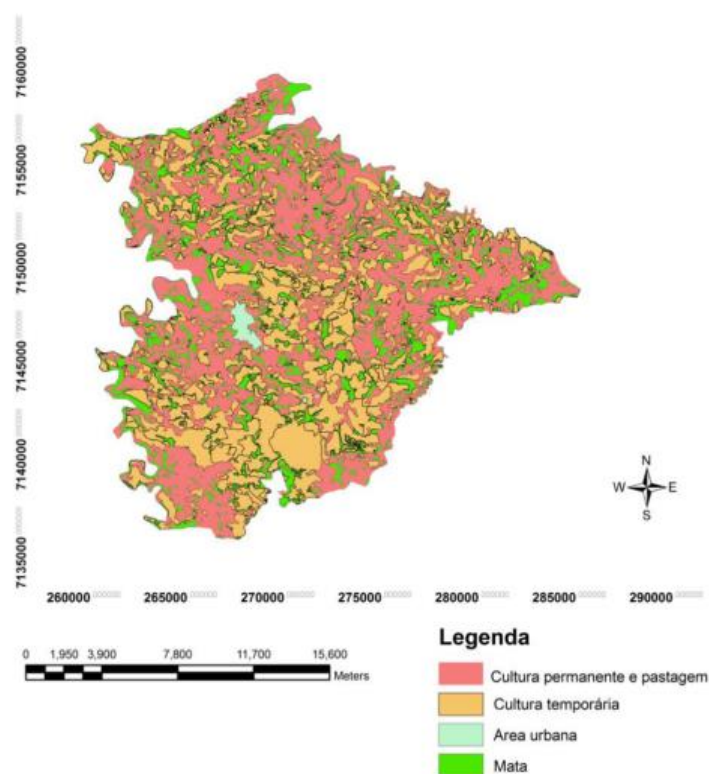 7160000
7155000
7150000
7145000
7140000
7135000
N
W E
S
260000 265000 270000 275000 280000 285000 290000
0 1,950 3,900 7,800 11,700 15,600
Meters
Legenda
Cultura permanente e pastagem
Cultura temporária
Area urbana
Mata